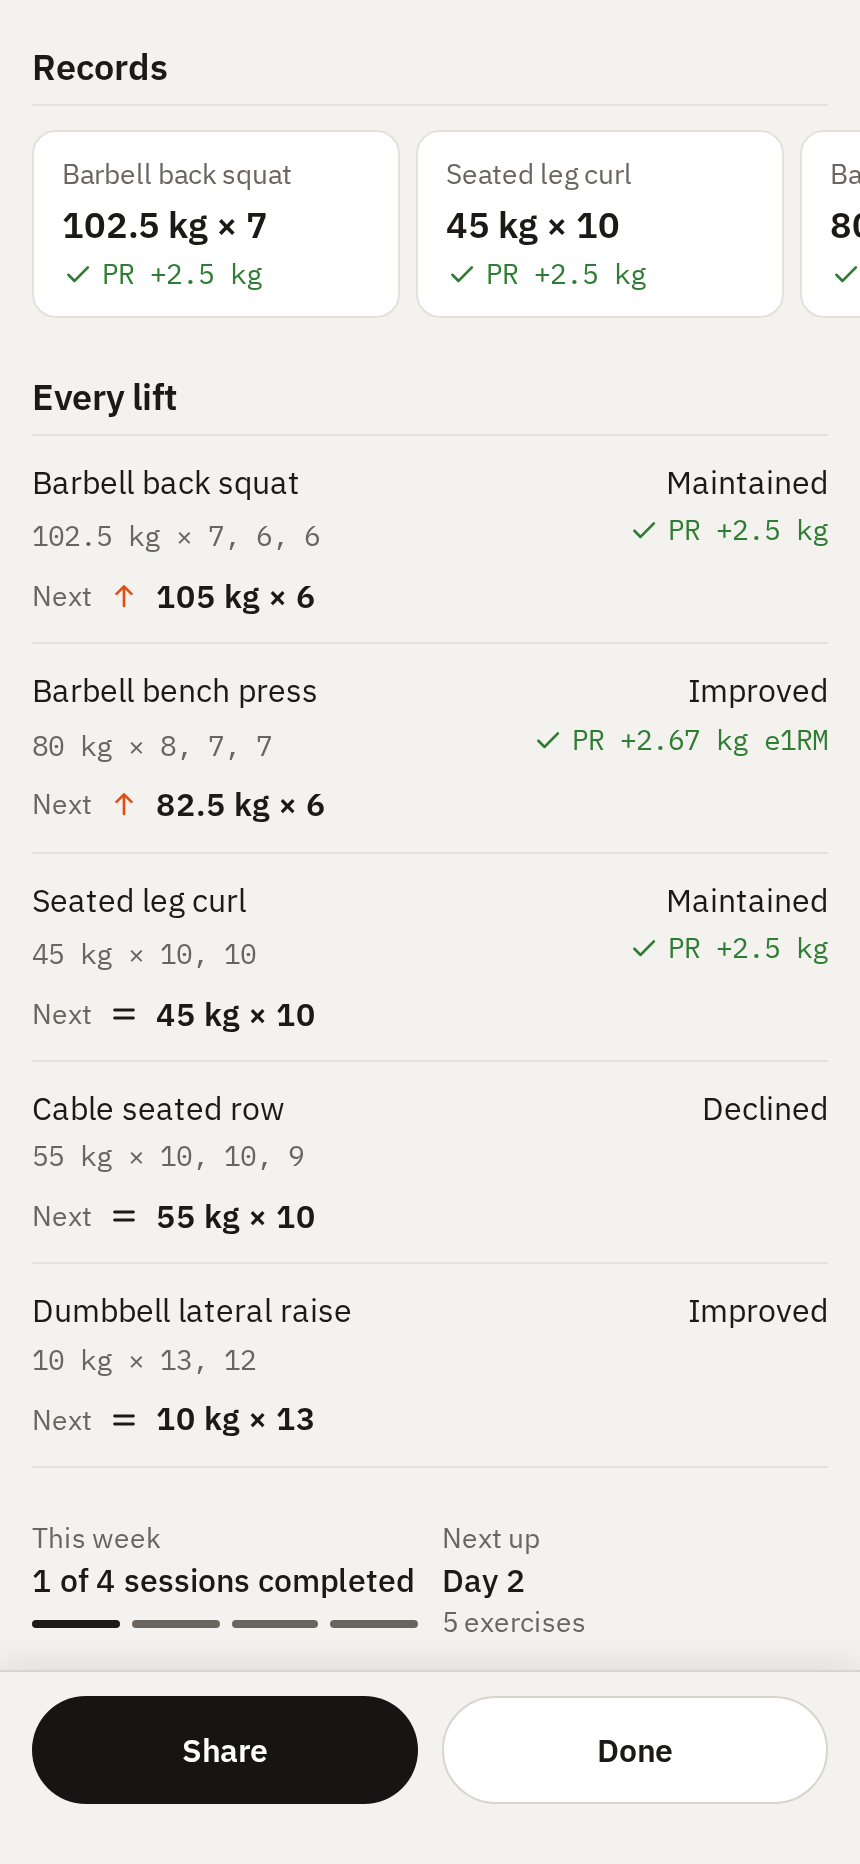 Records
Barbell back squat
102.5 kg × 7
✓ PR +2.5 kg
Seated leg curl
45 kg × 10
✓ PR +2.5 kg
Every lift
Barbell back squat
Maintained
102.5 kg × 7, 6, 6
✓ PR +2.5 kg
Next ↑ 105 kg × 6
Barbell bench press
Improved
80 kg × 8, 7, 7
✓ PR +2.67 kg e1RM
Next ↑ 82.5 kg × 6
Seated leg curl
Maintained
45 kg × 10, 10
✓ PR +2.5 kg
Next = 45 kg × 10
Cable seated row
Declined
55 kg × 10, 10, 9
Next = 55 kg × 10
Dumbbell lateral raise
Improved
10 kg × 13, 12
Next = 10 kg × 13
This week
1 of 4 sessions completed
Next up
Day 2
5 exercises
Share
Done